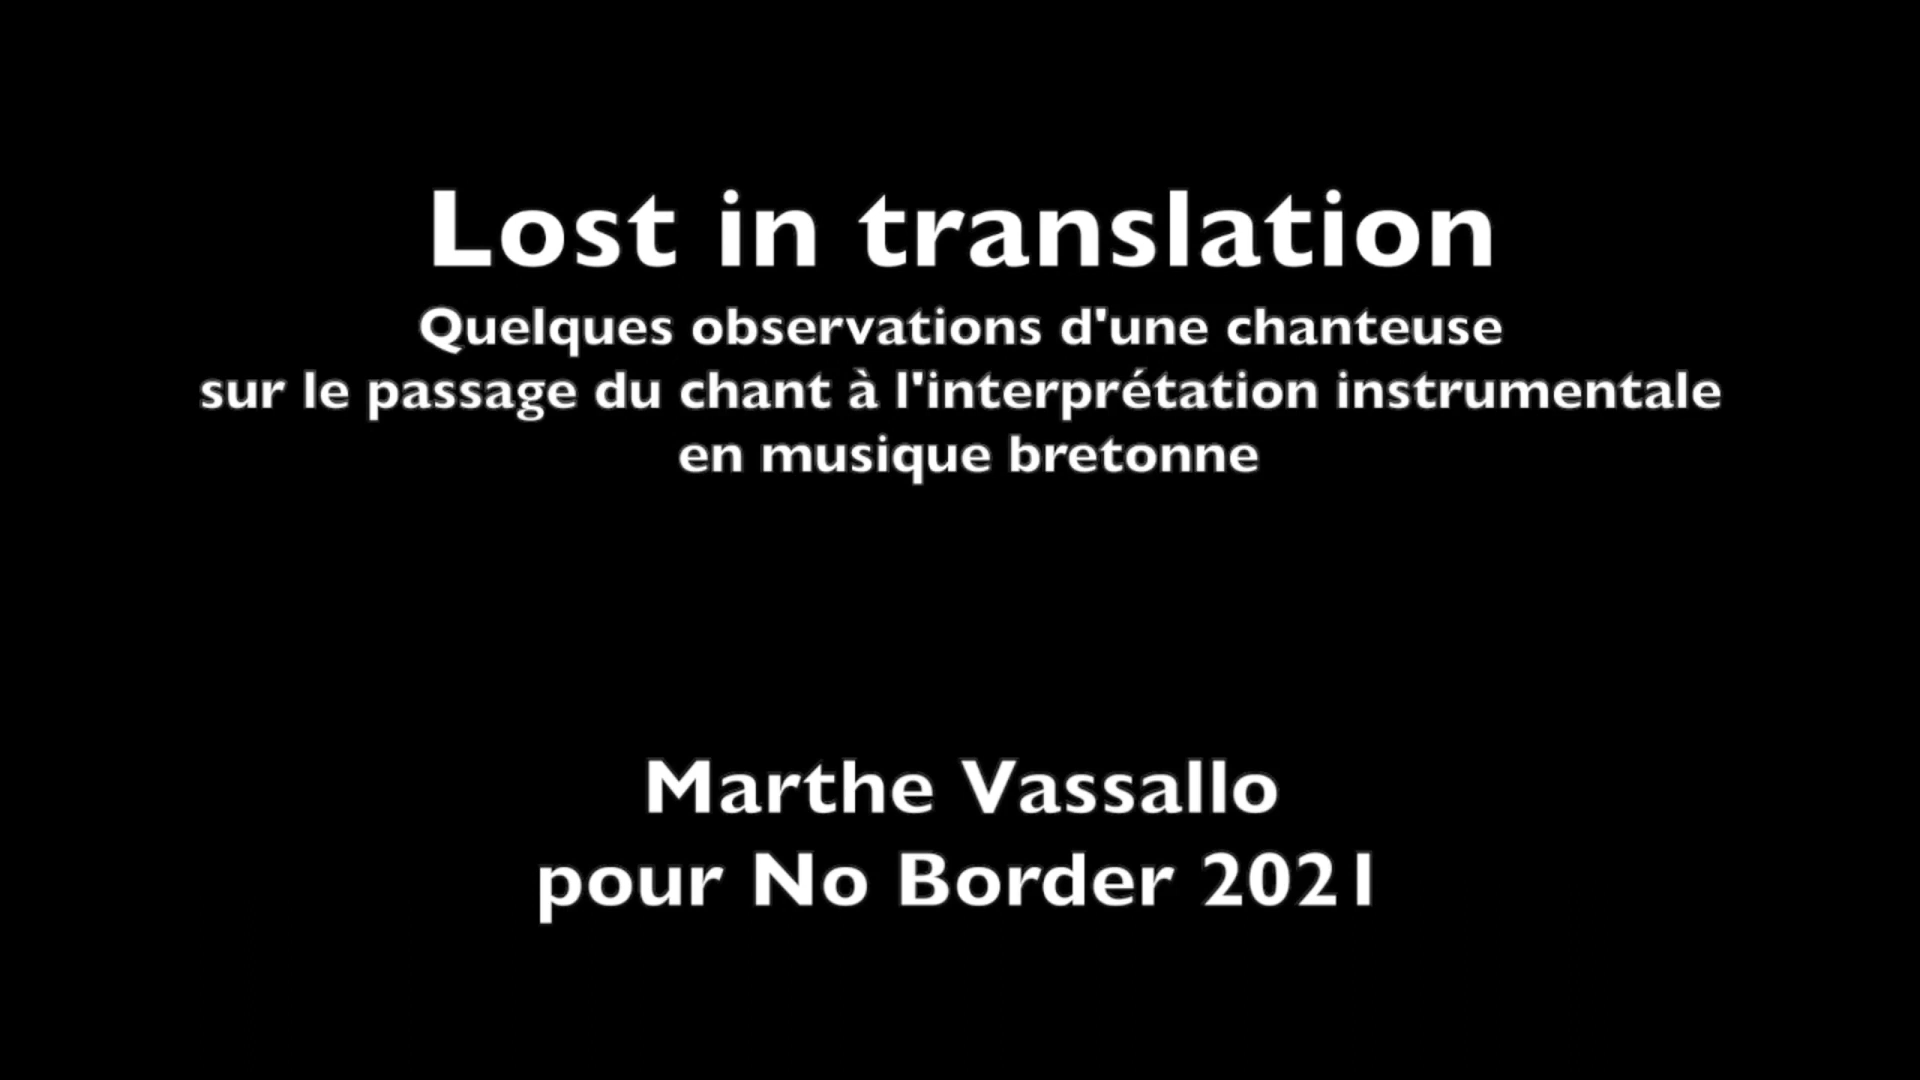 Lost in translation
Quelques observations d'une chanteuse
sur le passage du chant à l'interprétation instrumentale
en musique bretonne
Marthe Vassallo
pour No Border 2021